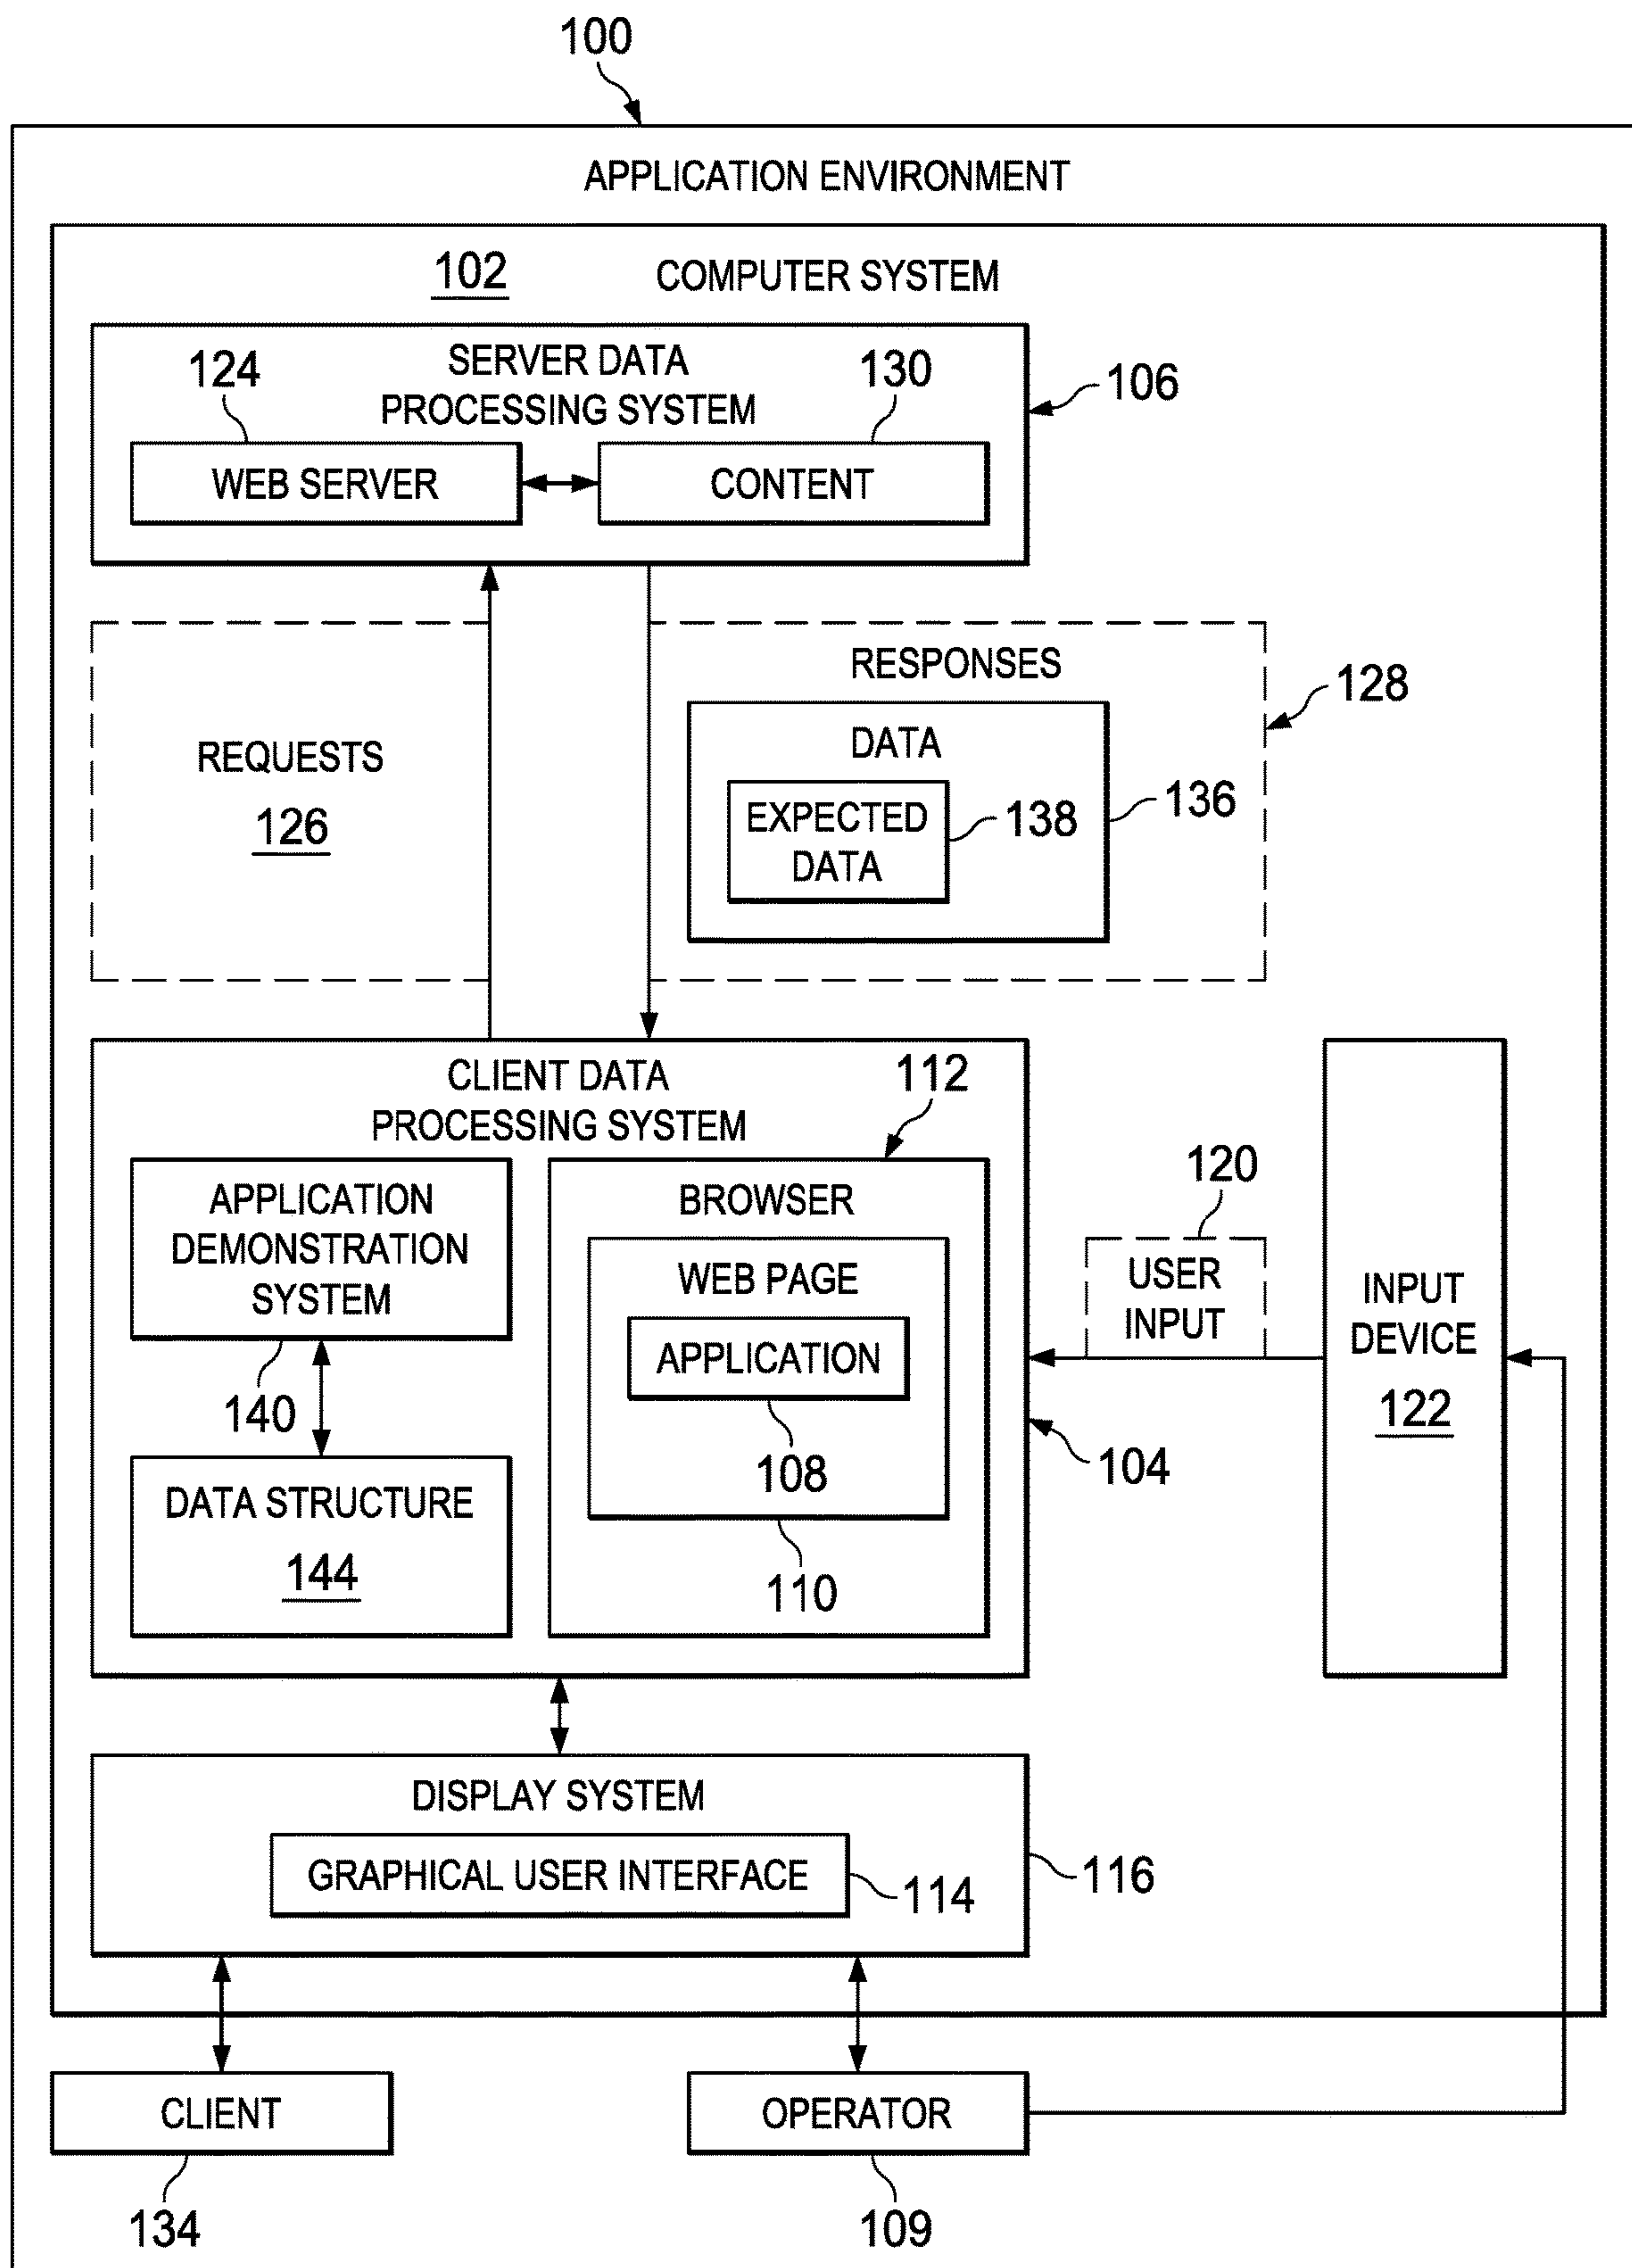 100
APPLICATION ENVIRONMENT
102 COMPUTER SYSTEM
SERVER DATA
PROCESSING SYSTEM
124
130
106
WEB SERVER
CONTENT
REQUESTS
126
RESPONSES
128
DATA
136
EXPECTED
DATA
138
CLIENT DATA
PROCESSING SYSTEM
112
APPLICATION
DEMONSTRATION
SYSTEM
140
DATA STRUCTURE
144
BROWSER
WEB PAGE
APPLICATION
108
110
104
120
USER
INPUT
INPUT
DEVICE
122
DISPLAY SYSTEM
GRAPHICAL USER INTERFACE
114
116
CLIENT
134
OPERATOR
109